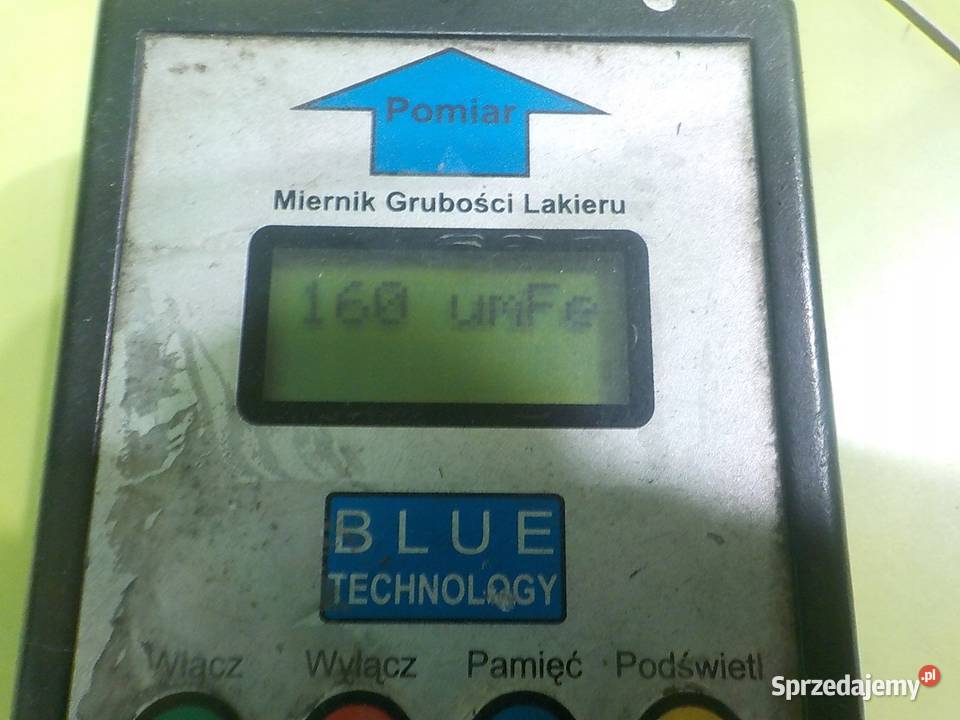 Pomiar
Miernik Grubości Lakieru
160 umFe
BLUE
TECHNOLOGY
Włącz Wyłącz Pamięć Podświetl
Sprzedajemy.pl